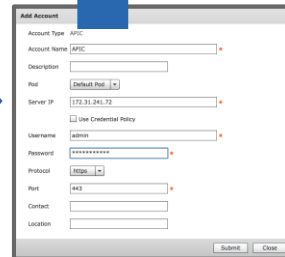 Add Account
Account Type APIC
Account Name APIC *
Description
Pod Default Pod
Server IP 172.31.241.72 *
Use Credential Policy
Username admin *
Password *********** *
Protocol https
Port 443 *
Contact
Location
Submit Close